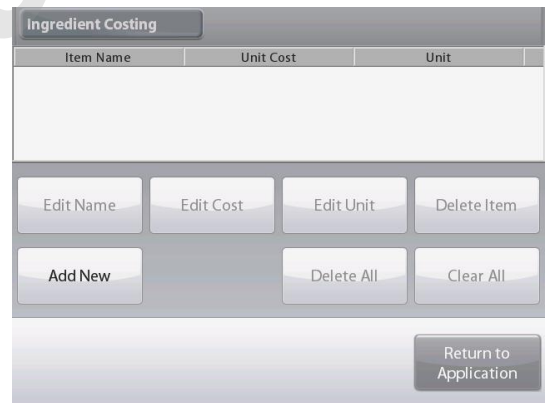 Ingredient Costing
Item Name Unit Cost Unit
Edit Name Edit Cost Edit Unit Delete Item
Add New Delete All Clear All
Return to
Application